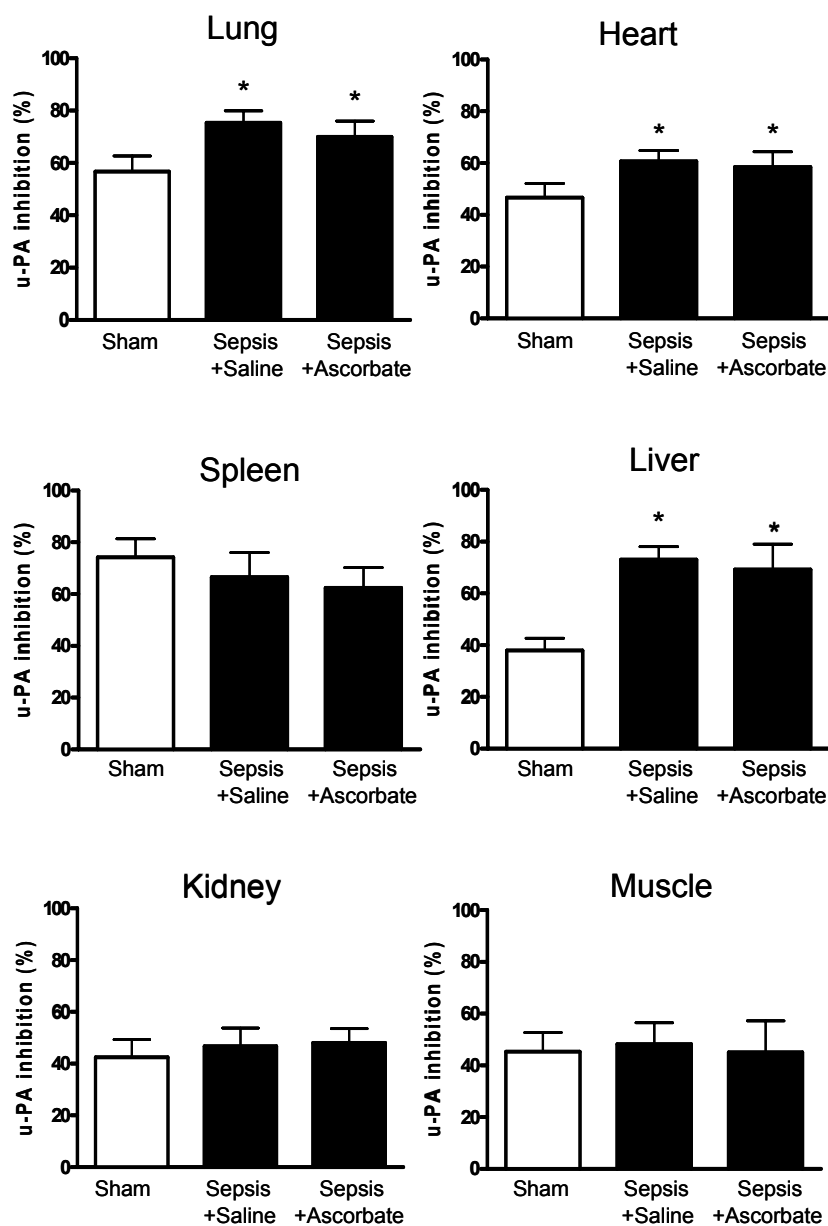 Lung
u-PA inhibition (%)
100
80
60
40
20
0
*
*
Sham
Sepsis
+Saline
Sepsis
+Ascorbate
Heart
u-PA inhibition (%)
100
80
60
40
20
0
*
*
Sham
Sepsis
+Saline
Sepsis
+Ascorbate
Spleen
u-PA inhibition (%)
100
80
60
40
20
0
Sham
Sepsis
+Saline
Sepsis
+Ascorbate
Liver
u-PA inhibition (%)
100
80
60
40
20
0
*
*
Sham
Sepsis
+Saline
Sepsis
+Ascorbate
Kidney
u-PA inhibition (%)
100
80
60
40
20
0
Sham
Sepsis
+Saline
Sepsis
+Ascorbate
Muscle
u-PA inhibition (%)
100
80
60
40
20
0
Sham
Sepsis
+Saline
Sepsis
+Ascorbate